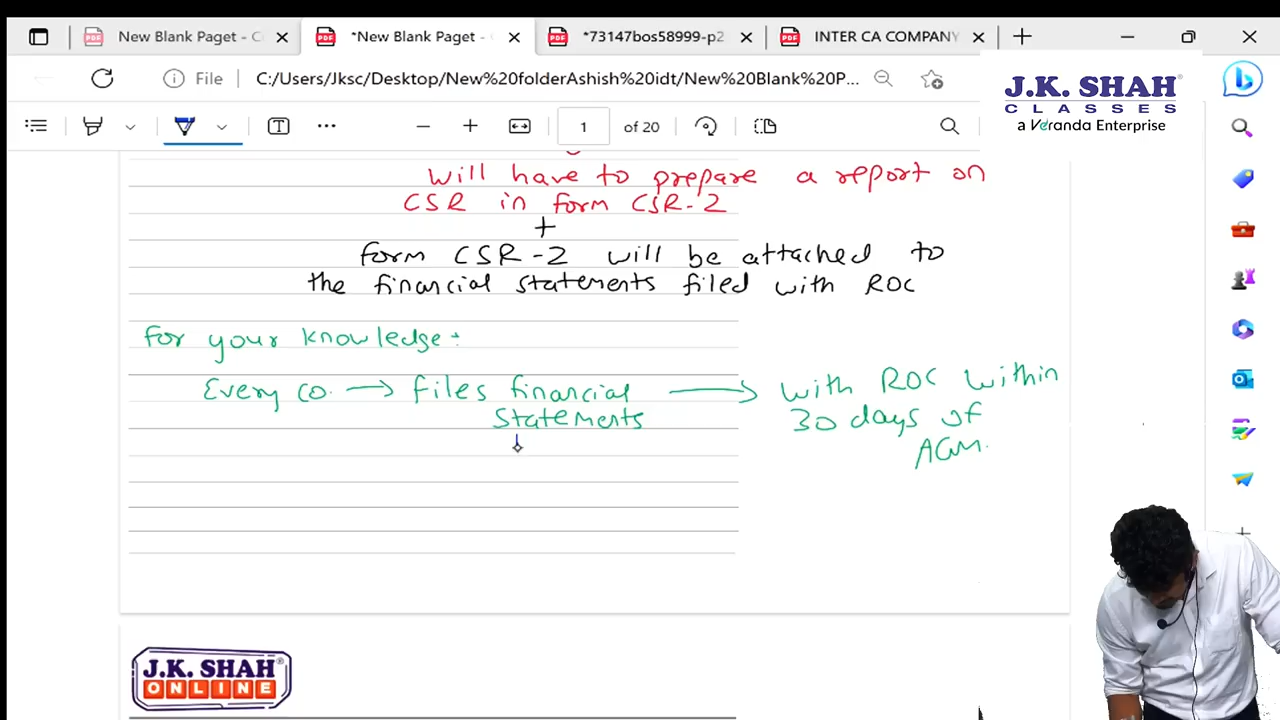 New Blank Paget - C
*New Blank Paget -
*73147bos58999-p2
INTER CA COMPANY
File
C:/Users/Jksc/Desktop/New%20folderAshish%20idt/New%20Blank%20P...
1 of 20
J.K. SHAH®
CLASSES
a Veranda Enterprise
will have to prepare a report on
CSR in form CSR-2
+
form CSR-2 will be attached to
the financial statements filed with ROC
For your knowledge:
Every co. → files financial → with ROC within
statements 30 days of
AGM.
J.K. SHAH®
ONLINE